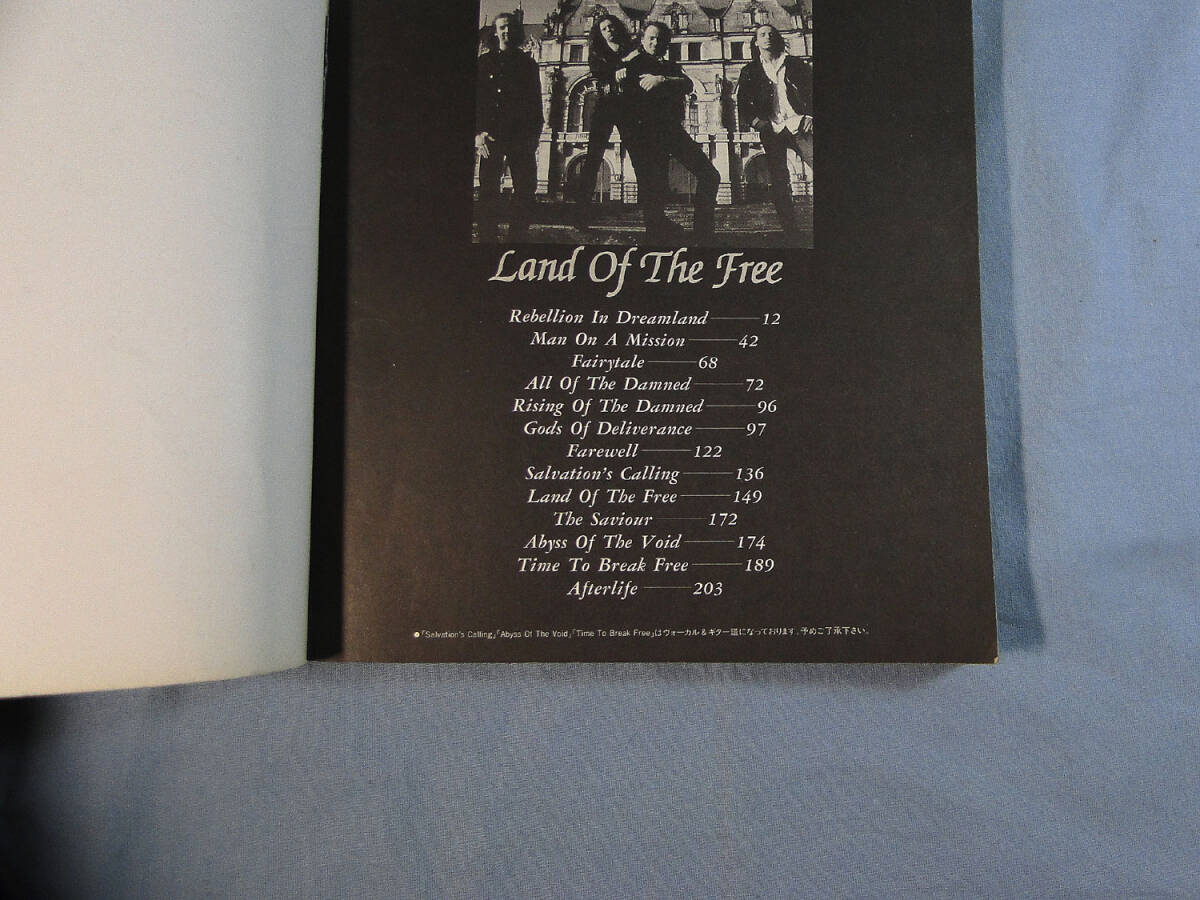 Land Of The Free
Rebellion In Dreamland——12
Man On A Mission——42
Fairytale——68
All Of The Damned——72
Rising Of The Damned——96
Gods Of Deliverance——97
Farewell——122
Salvation's Calling——136
Land Of The Free——149
The Saviour——172
Abyss Of The Void——174
Time To Break Free——189
Afterlife——203
●「Salvation's Calling」「Abyss Of The Void」「Time To Break Free」はヴォーカル＆ギター譜になっております。予めご了承下さい。